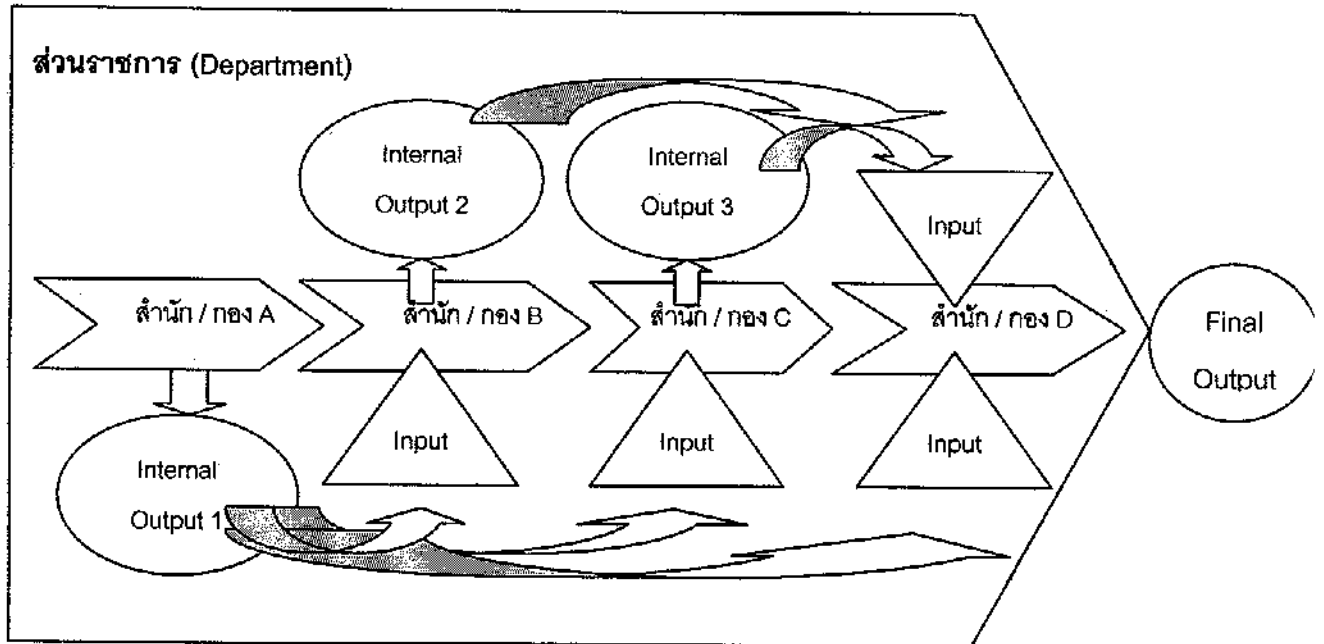 ส่วนราชการ (Department)
Internal
Output 2
Internal
Output 3
Input
สำนัก / กอง A
สำนัก / กอง B
สำนัก / กอง C
สำนัก / กอง D
Final
Output
Internal
Output 1
Input
Input
Input